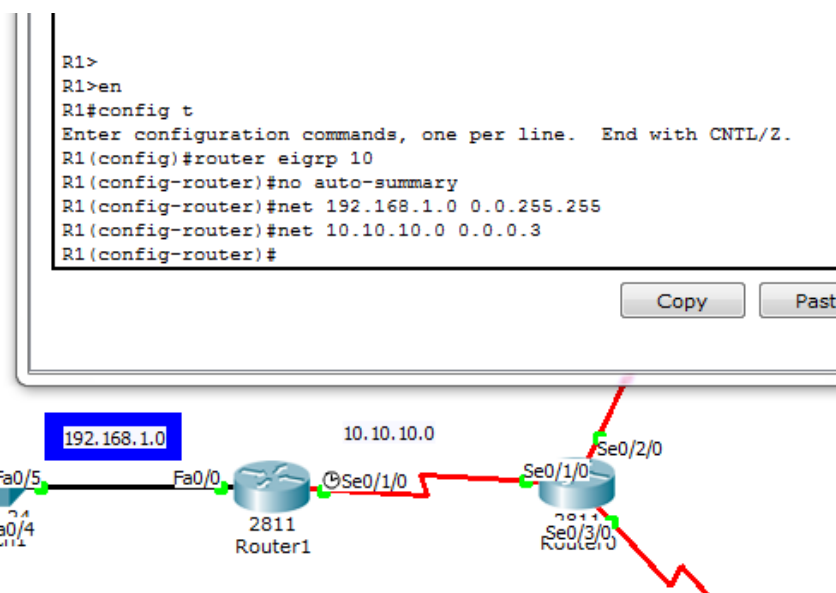 R1>
R1>en
R1#config t
Enter configuration commands, one per line.  End with CNTL/Z.
R1(config)#router eigrp 10
R1(config-router)#no auto-summary
R1(config-router)#net 192.168.1.0 0.0.255.255
R1(config-router)#net 10.10.10.0 0.0.0.3
R1(config-router)#
Copy
Past
192.168.1.0
10.10.10.0
Se0/2/0
Fa0/5
Fa0/0
Se0/1/0
Se0/1/0
2811
Router1
2811
Se0/3/0
Router0